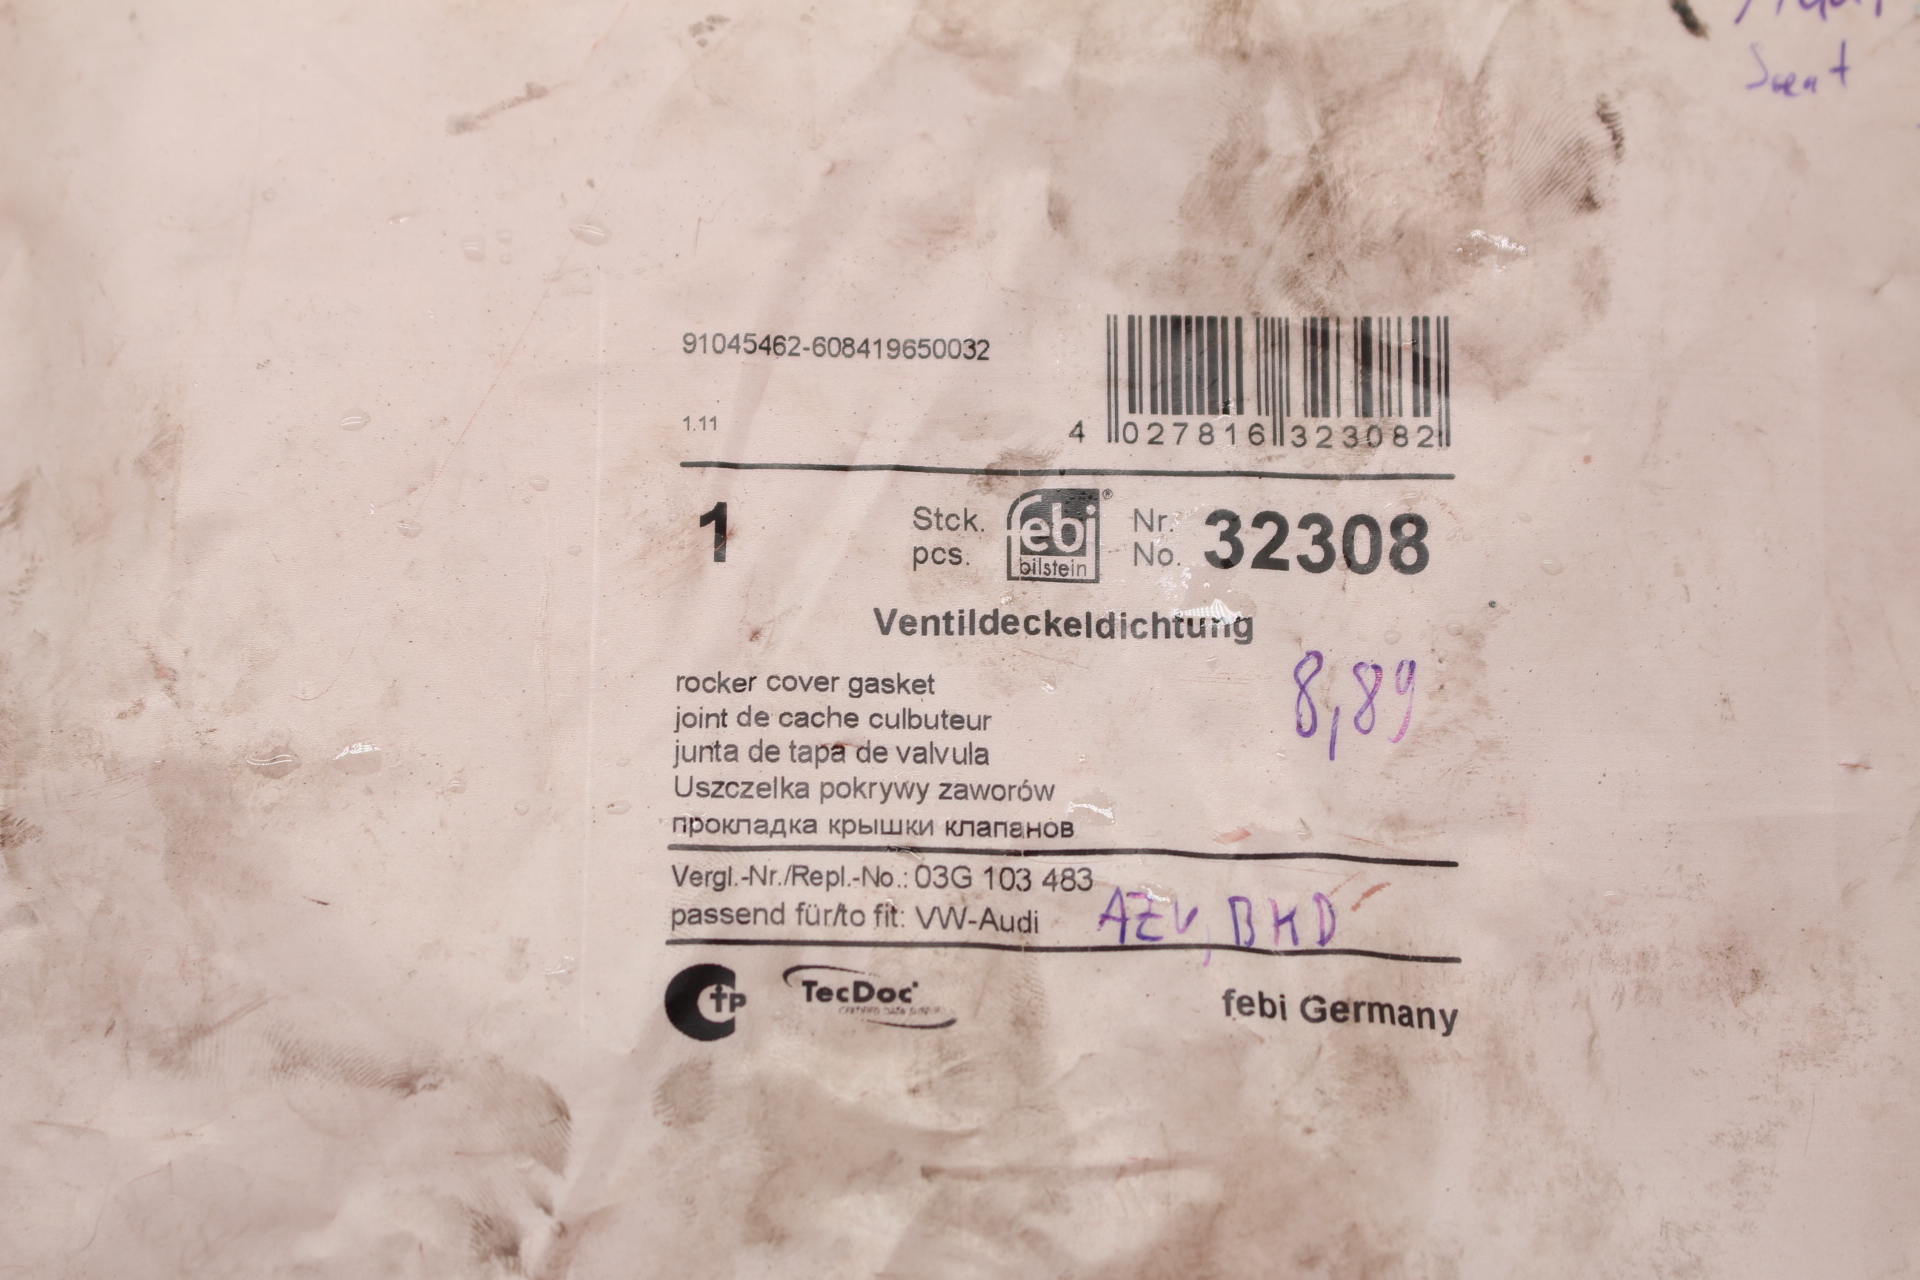 91045462-608419650032
1.11
4 027816 323082
1
Stck.
pcs.
febi®
bilstein
Nr.
No.
32308
Ventildeckeldichtung
8,89
rocker cover gasket
joint de cache culbuteur
junta de tapa de valvula
Uszczelka pokrywy zaworów
прокладка крышки клапанов
Vergl.-Nr./Repl.-No.: 03G 103 483
passend für/to fit: VW-Audi
AZV, BKD
TecDoc
febi Germany